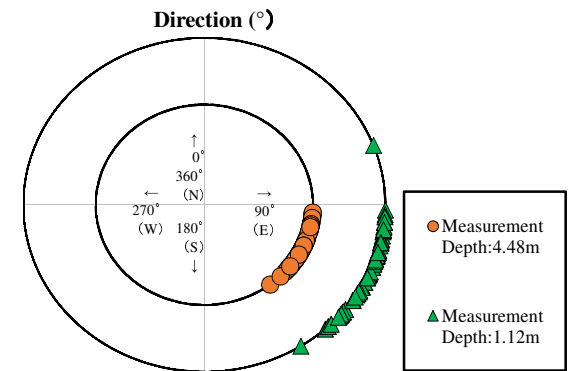 Direction (°)
↑
0°
360°
(N)
←
→
270°
90°
(W)
180°
(E)
(S)
↓
Measurement
Depth:4.48m
Measurement
Depth:1.12m